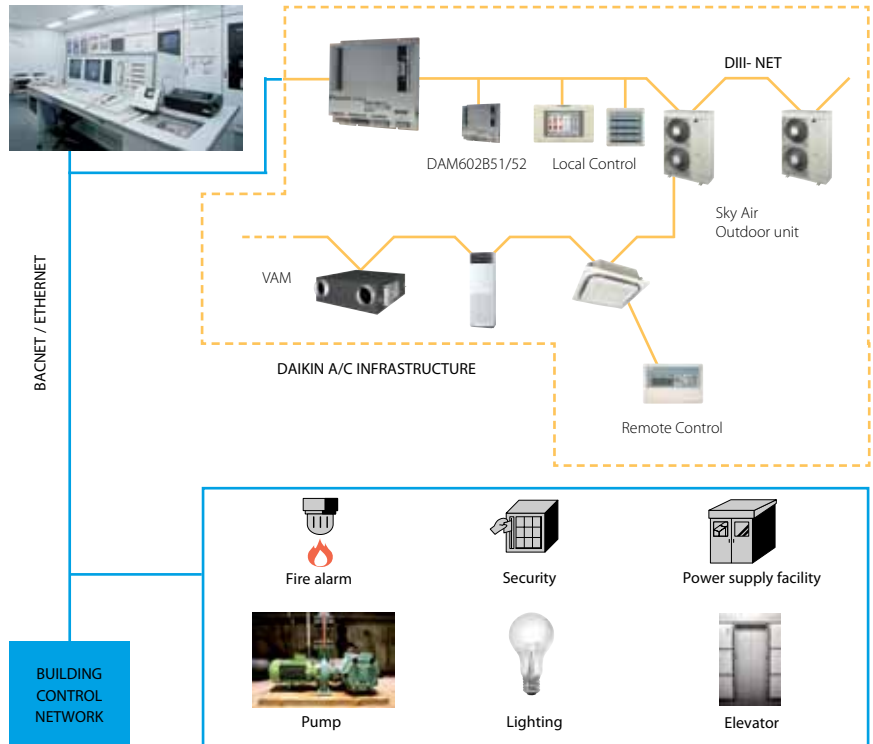 DIII- NET
DAM602B51/52
Local Control
Sky Air
Outdoor unit
VAM
BACNET / ETHERNET
DAIKIN A/C INFRASTRUCTURE
Remote Control
Fire alarm
Security
Power supply facility
BUILDING
CONTROL
NETWORK
Pump
Lighting
Elevator